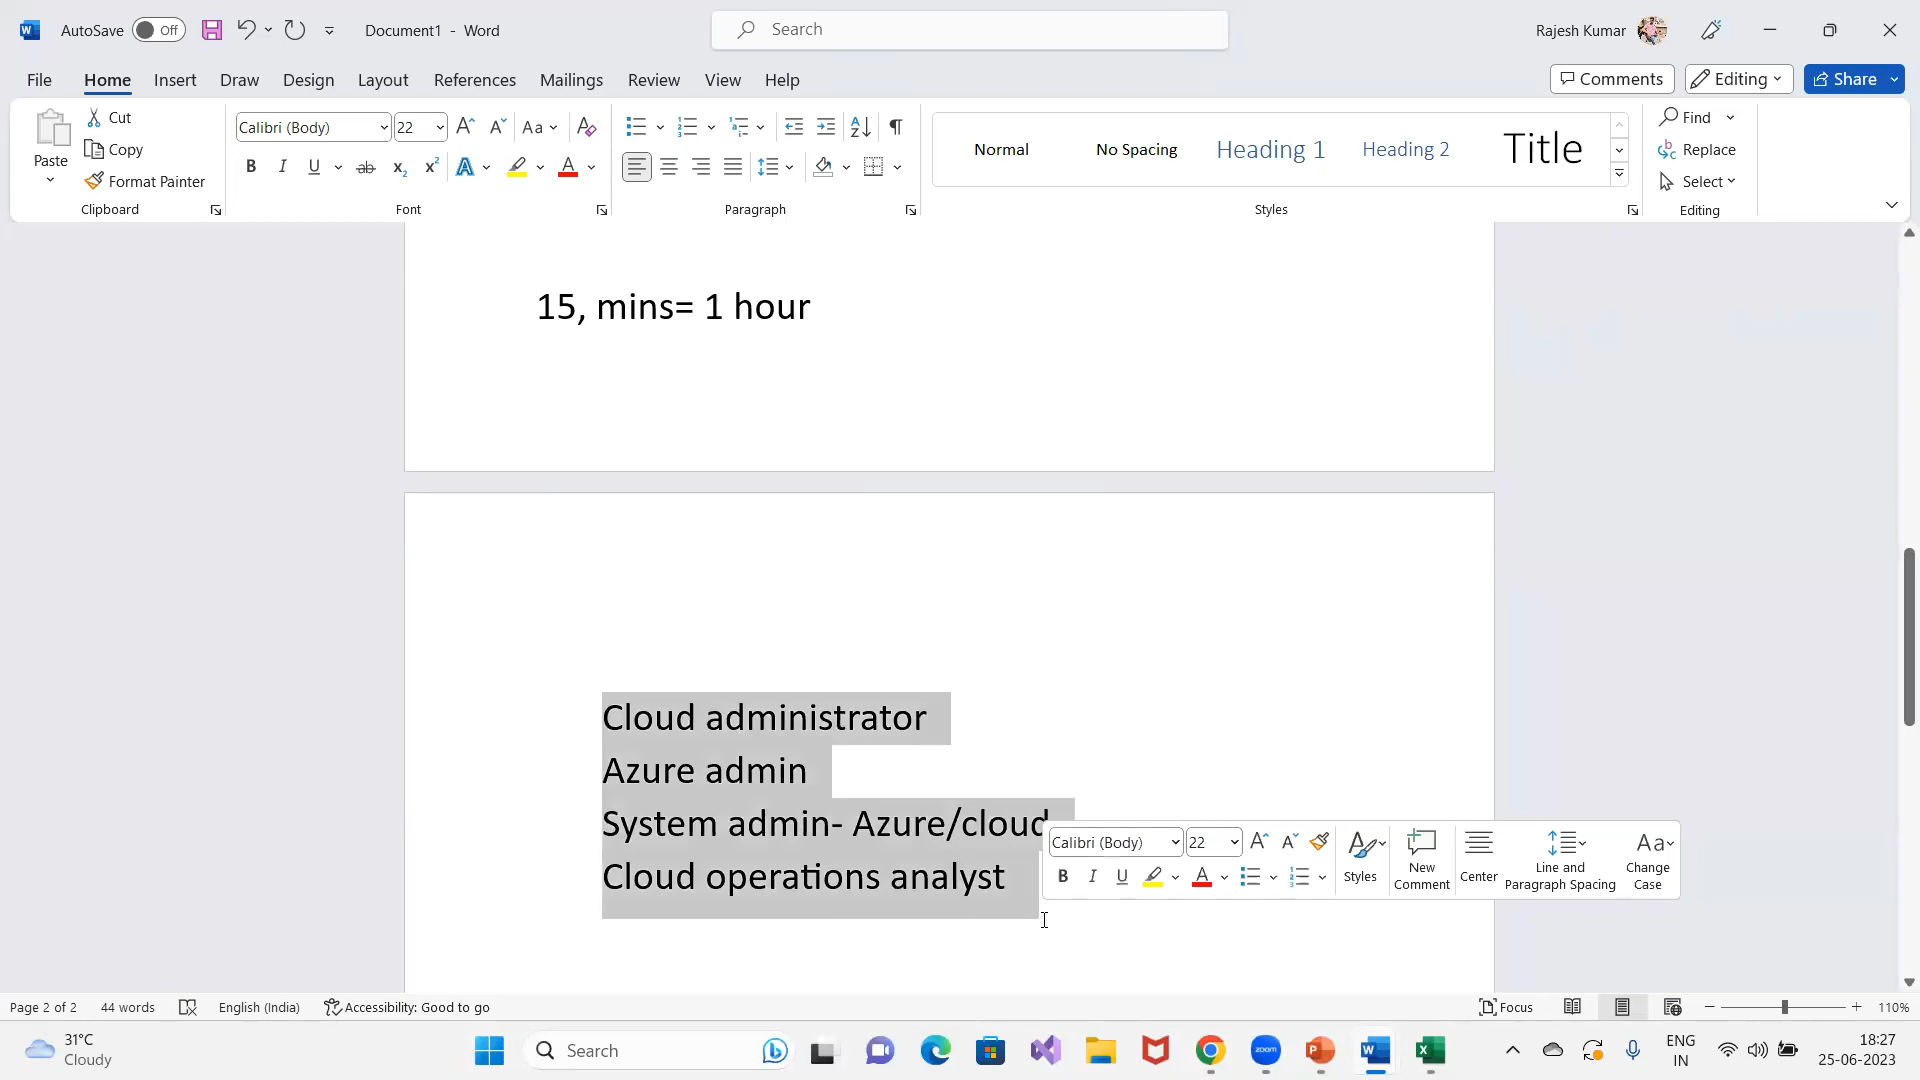 AutoSave Off Document1 - Word Search Rajesh Kumar
File Home Insert Draw Design Layout References Mailings Review View Help Comments Editing Share
Paste Cut Copy Format Painter Clipboard
Calibri (Body) 22 Aa Font
Paragraph
Normal No Spacing Heading 1 Heading 2 Title Styles
Find Replace Select Editing
15, mins= 1 hour
Cloud administrator
Azure admin
System admin- Azure/cloud
Cloud operations analyst
Calibri (Body) 22 Styles New Comment Center Line and Paragraph Spacing Change Case
Page 2 of 2 44 words English (India) Accessibility: Good to go Focus 110%
31°C
Cloudy
Search
zoom
ENG
IN
18:27
25-06-2023